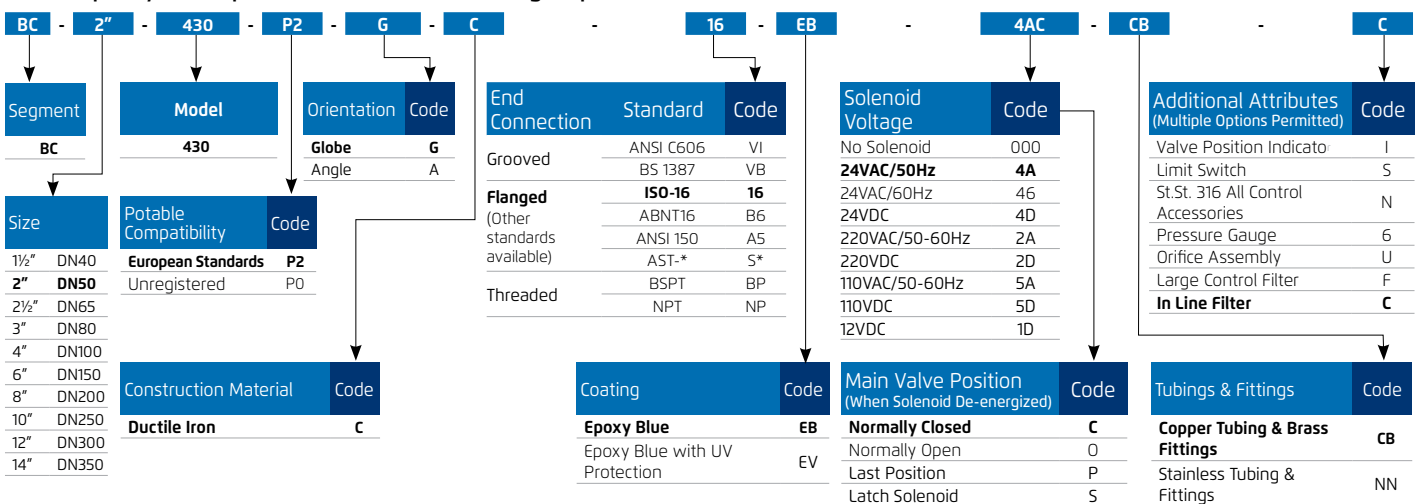 BC - 2" - 430 - P2 - G - C - 16 - EB - 4AC - CB - C
Segment
BC
Model
430
Orientation Code
Globe G
Angle A
End Connection Standard Code
Grooved
ANSI C606 VI
BS 1387 VB
Flanged
(Other standards available)
ISO-16 16
ABNT16 B6
ANSI 150 A5
AST-* S*
Threaded
BSPT BP
NPT NP
Solenoid Voltage Code
No Solenoid 000
24VAC/50Hz 4A
24VAC/60Hz 46
24VDC 4D
220VAC/50-60Hz 2A
220VDC 2D
110VAC/50-60Hz 5A
110VDC 5D
12VDC 1D
Additional Attributes
(Multiple Options Permitted)
Code
Valve Position Indicato I
Limit Switch S
St.St. 316 All Control
Accessories
N
Pressure Gauge 6
Orifice Assembly U
Large Control Filter F
In Line Filter C
Size
1½" DN40
2" DN50
2½" DN65
3" DN80
4" DN100
6" DN150
8" DN200
10" DN250
12" DN300
14" DN350
Potable
Compatibility
Code
European Standards P2
Unregistered P0
Construction Material Code
Ductile Iron C
Coating Code
Epoxy Blue EB
Epoxy Blue with UV
Protection
EV
Main Valve Position
(When Solenoid De-energized)
Code
Normally Closed C
Normally Open O
Last Position P
Latch Solenoid S
Tubings & Fittings Code
Copper Tubing & Brass
Fittings
CB
Stainless Tubing &
Fittings
NN